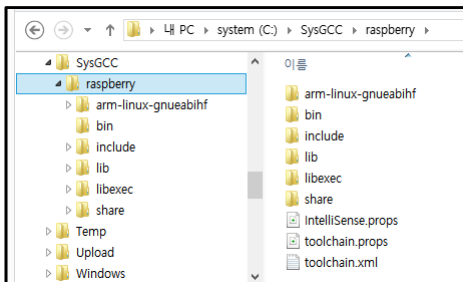 내 PC ▸ system (C:) ▸ SysGCC ▸ raspberry ▸
SysGCC
raspberry
arm-linux-gnueabihf
bin
include
lib
libexec
share
Temp
Upload
Windows
이름
arm-linux-gnueabihf
bin
include
lib
libexec
share
IntelliSense.props
toolchain.props
toolchain.xml